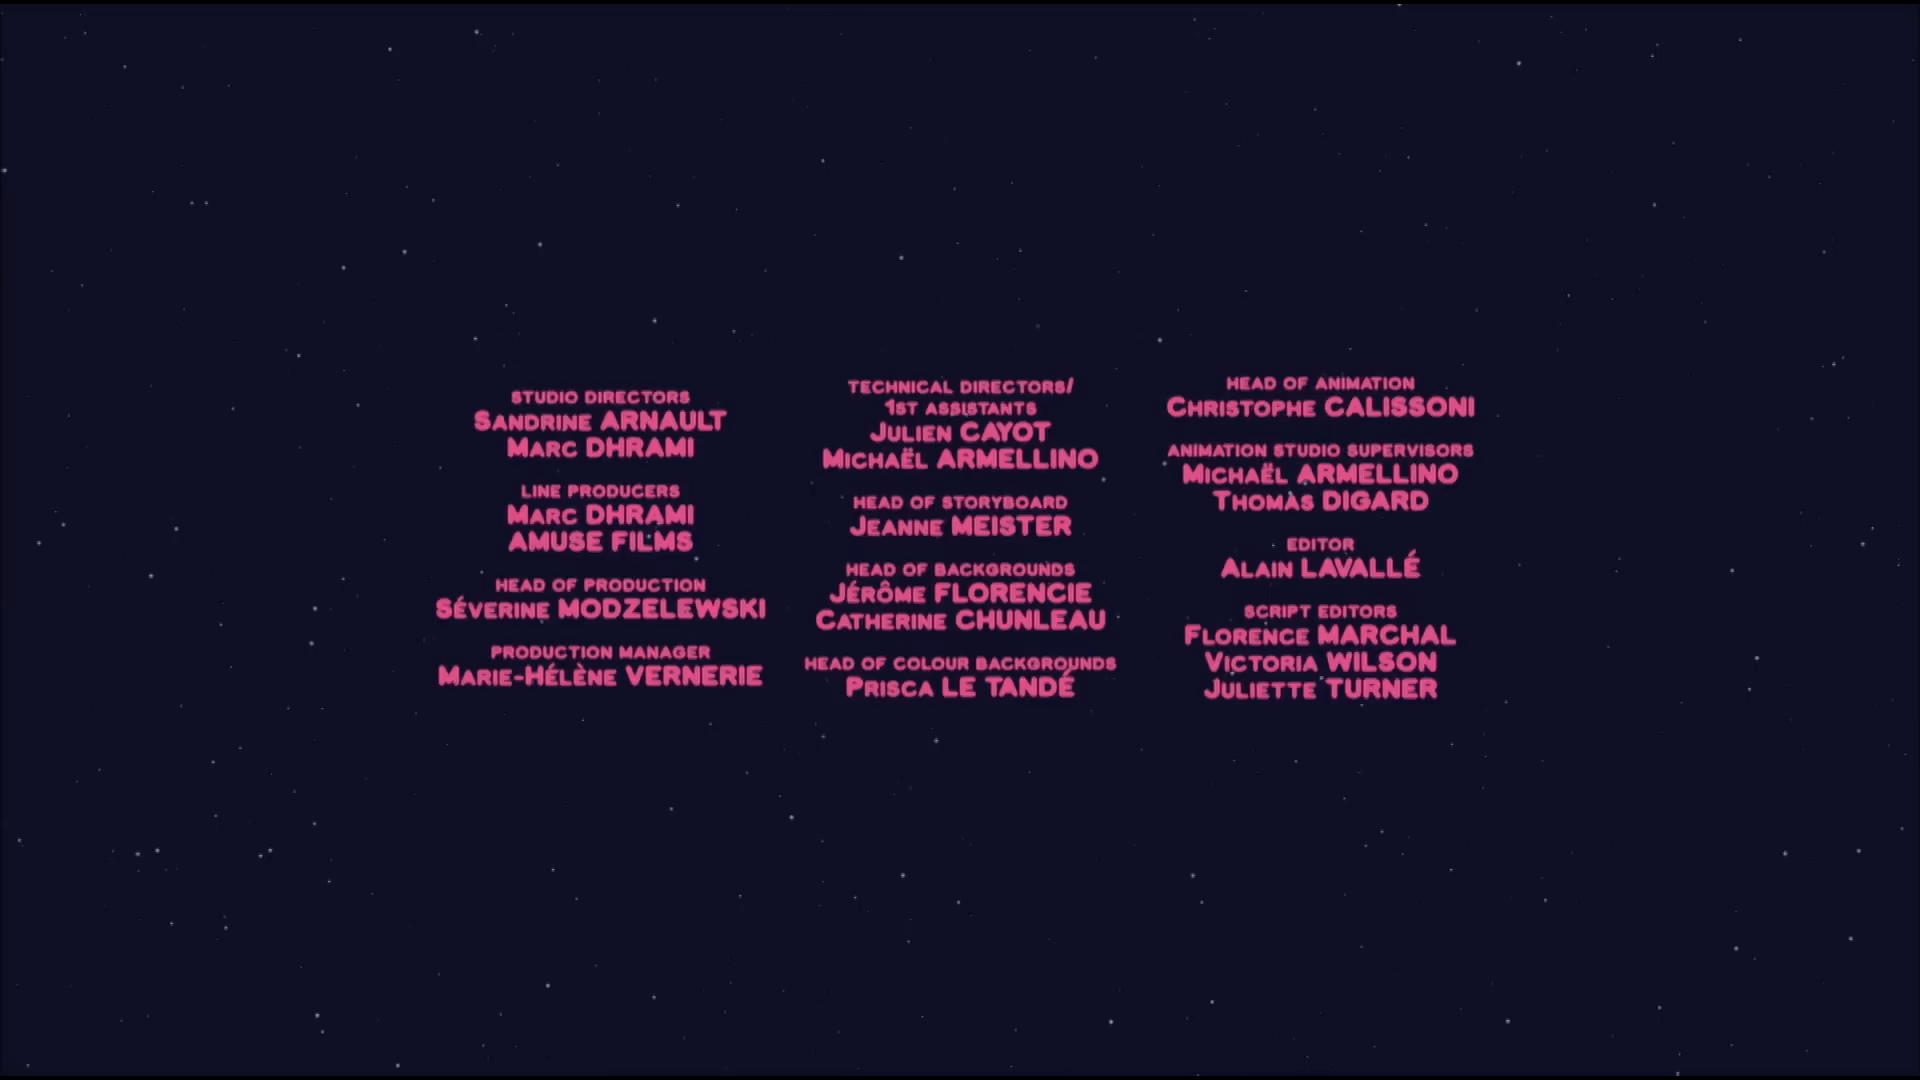 STUDIO DIRECTORS
SANDRINE ARNAULT
MARC DHRAMI
LINE PRODUCERS
MARC DHRAMI
AMUSE FILMS
HEAD OF PRODUCTION
SÉVERINE MODZELEWSKI
PRODUCTION MANAGER
MARIE-HÉLÈNE VERNERIE
TECHNICAL DIRECTORS/
1ST ASSISTANTS
JULIEN CAYOT
MICHAËL ARMELLINO
HEAD OF STORYBOARD
JEANNE MEISTER
HEAD OF BACKGROUNDS
JÉRÔME FLORENCIE
CATHERINE CHUNLEAU
HEAD OF COLOUR BACKGROUNDS
PRISCA LE TANDÉ
HEAD OF ANIMATION
CHRISTOPHE CALISSONI
ANIMATION STUDIO SUPERVISORS
MICHAËL ARMELLINO
THOMAS DIGARD
EDITOR
ALAIN LAVALLÉ
SCRIPT EDITORS
FLORENCE MARCHAL
VICTORIA WILSON
JULIETTE TURNER